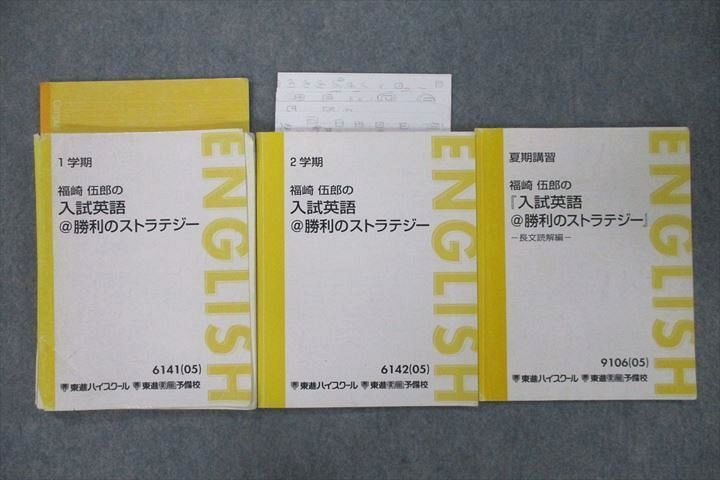 1学期
福崎 伍郎の
入試英語
@勝利のストラテジー
6141(05)
東進ハイスクール 東進衛星予備校
ENGLISH
2学期
福崎 伍郎の
入試英語
@勝利のストラテジー
6142(05)
東進ハイスクール 東進衛星予備校
ENGLISH
夏期講習
福崎 伍郎の
『入試英語
@勝利のストラテジー』
－長文読解編－
9106(05)
東進ハイスクール 東進衛星予備校
ENGLISH